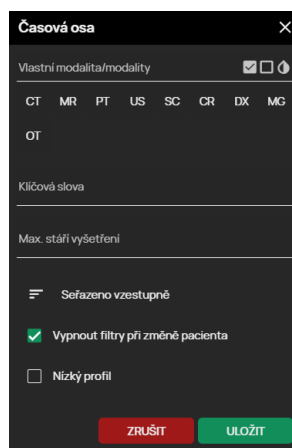 Časová osa
Vlastní modalita/modality
CT MR PT US SC CR DX MG
OT
Klíčová slova
Max. stáří vyšetření
Seřazeno vzestupně
Vypnout filtry při změně pacienta
Nízký profil
ZRUŠIT ULOŽIT